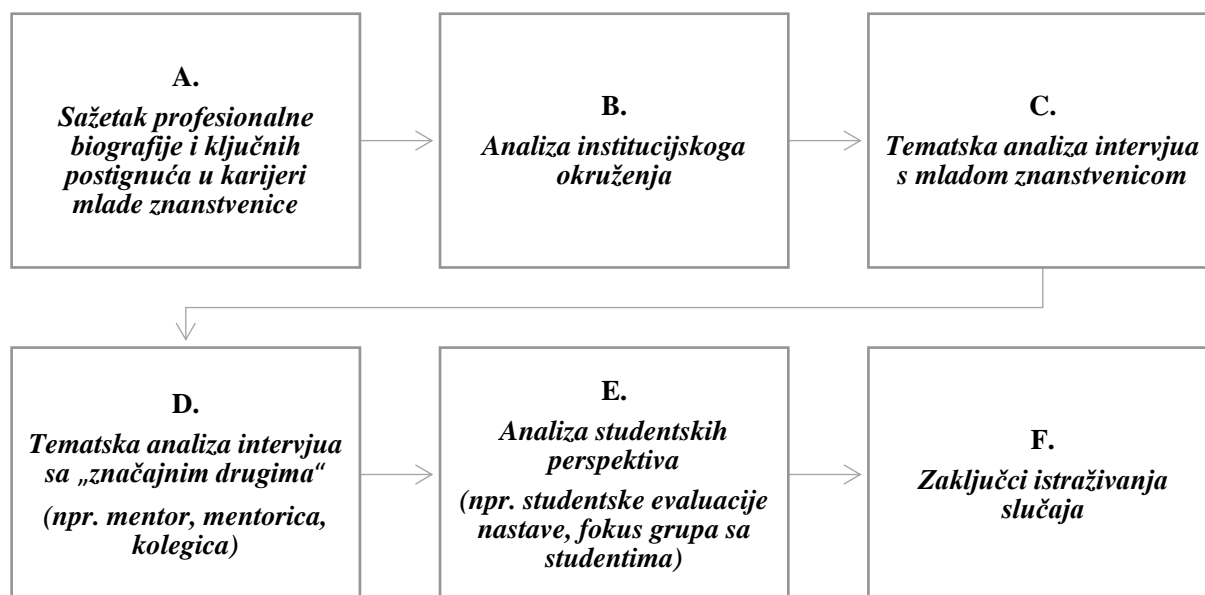 A.
Sažetak profesionalne
biografije i ključnih
postignuća u karijeri
mlade znanstvenice
B.
Analiza institucijskoga
okruženja
C.
Tematska analiza intervjua
s mladom znanstvenicom
D.
Tematska analiza intervjua
sa „značajnim drugima“
(npr. mentor, mentorica,
kolegica)
E.
Analiza studentskih
perspektiva
(npr. studentske evaluacije
nastave, fokus grupa sa
studentima)
F.
Zaključci istraživanja
slučaja